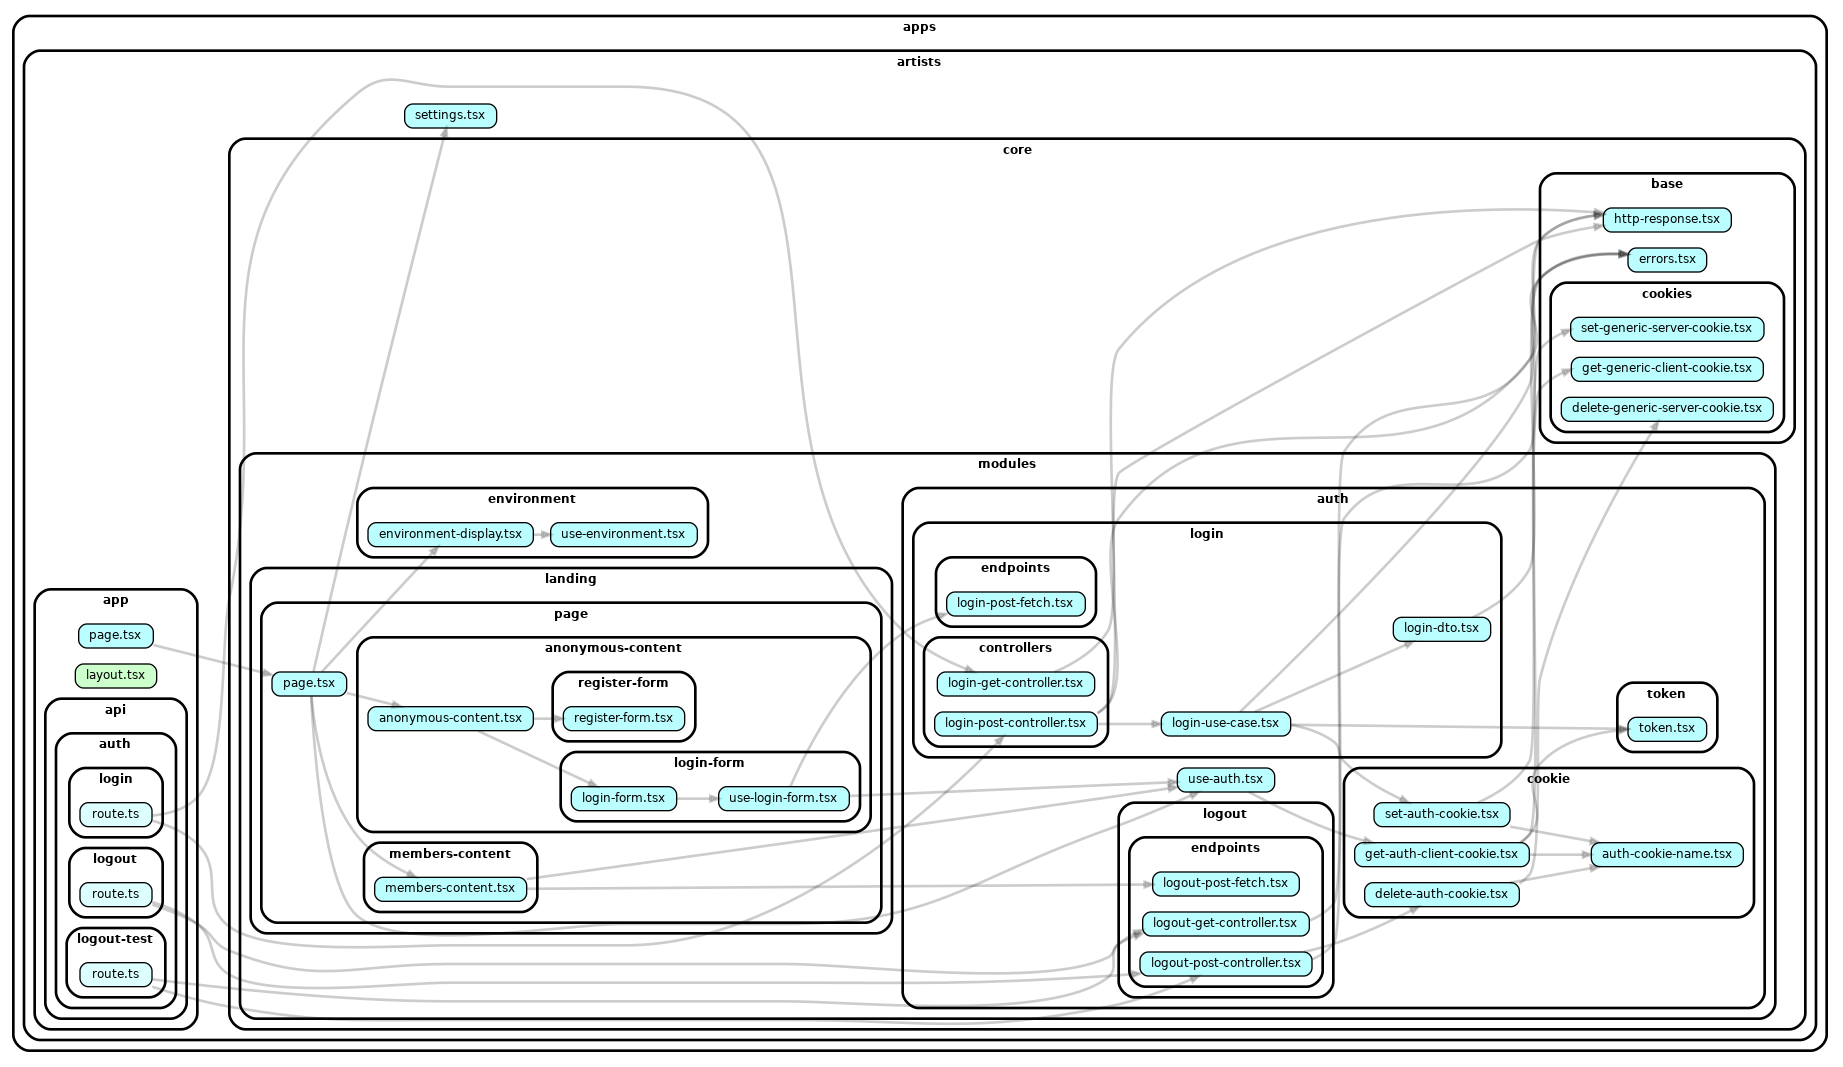 apps
artists
settings.tsx
core
base
http-response.tsx
errors.tsx
cookies
set-generic-server-cookie.tsx
get-generic-client-cookie.tsx
delete-generic-server-cookie.tsx
modules
environment
environment-display.tsx
use-environment.tsx
landing
page
page.tsx
anonymous-content
anonymous-content.tsx
register-form
register-form.tsx
login-form
login-form.tsx
use-login-form.tsx
members-content
members-content.tsx
auth
login
endpoints
login-post-fetch.tsx
controllers
login-get-controller.tsx
login-post-controller.tsx
login-use-case.tsx
login-dto.tsx
token
token.tsx
use-auth.tsx
logout
endpoints
logout-post-fetch.tsx
logout-get-controller.tsx
logout-post-controller.tsx
cookie
set-auth-cookie.tsx
get-auth-client-cookie.tsx
delete-auth-cookie.tsx
auth-cookie-name.tsx
app
page.tsx
layout.tsx
api
auth
login
route.ts
logout
route.ts
logout-test
route.ts